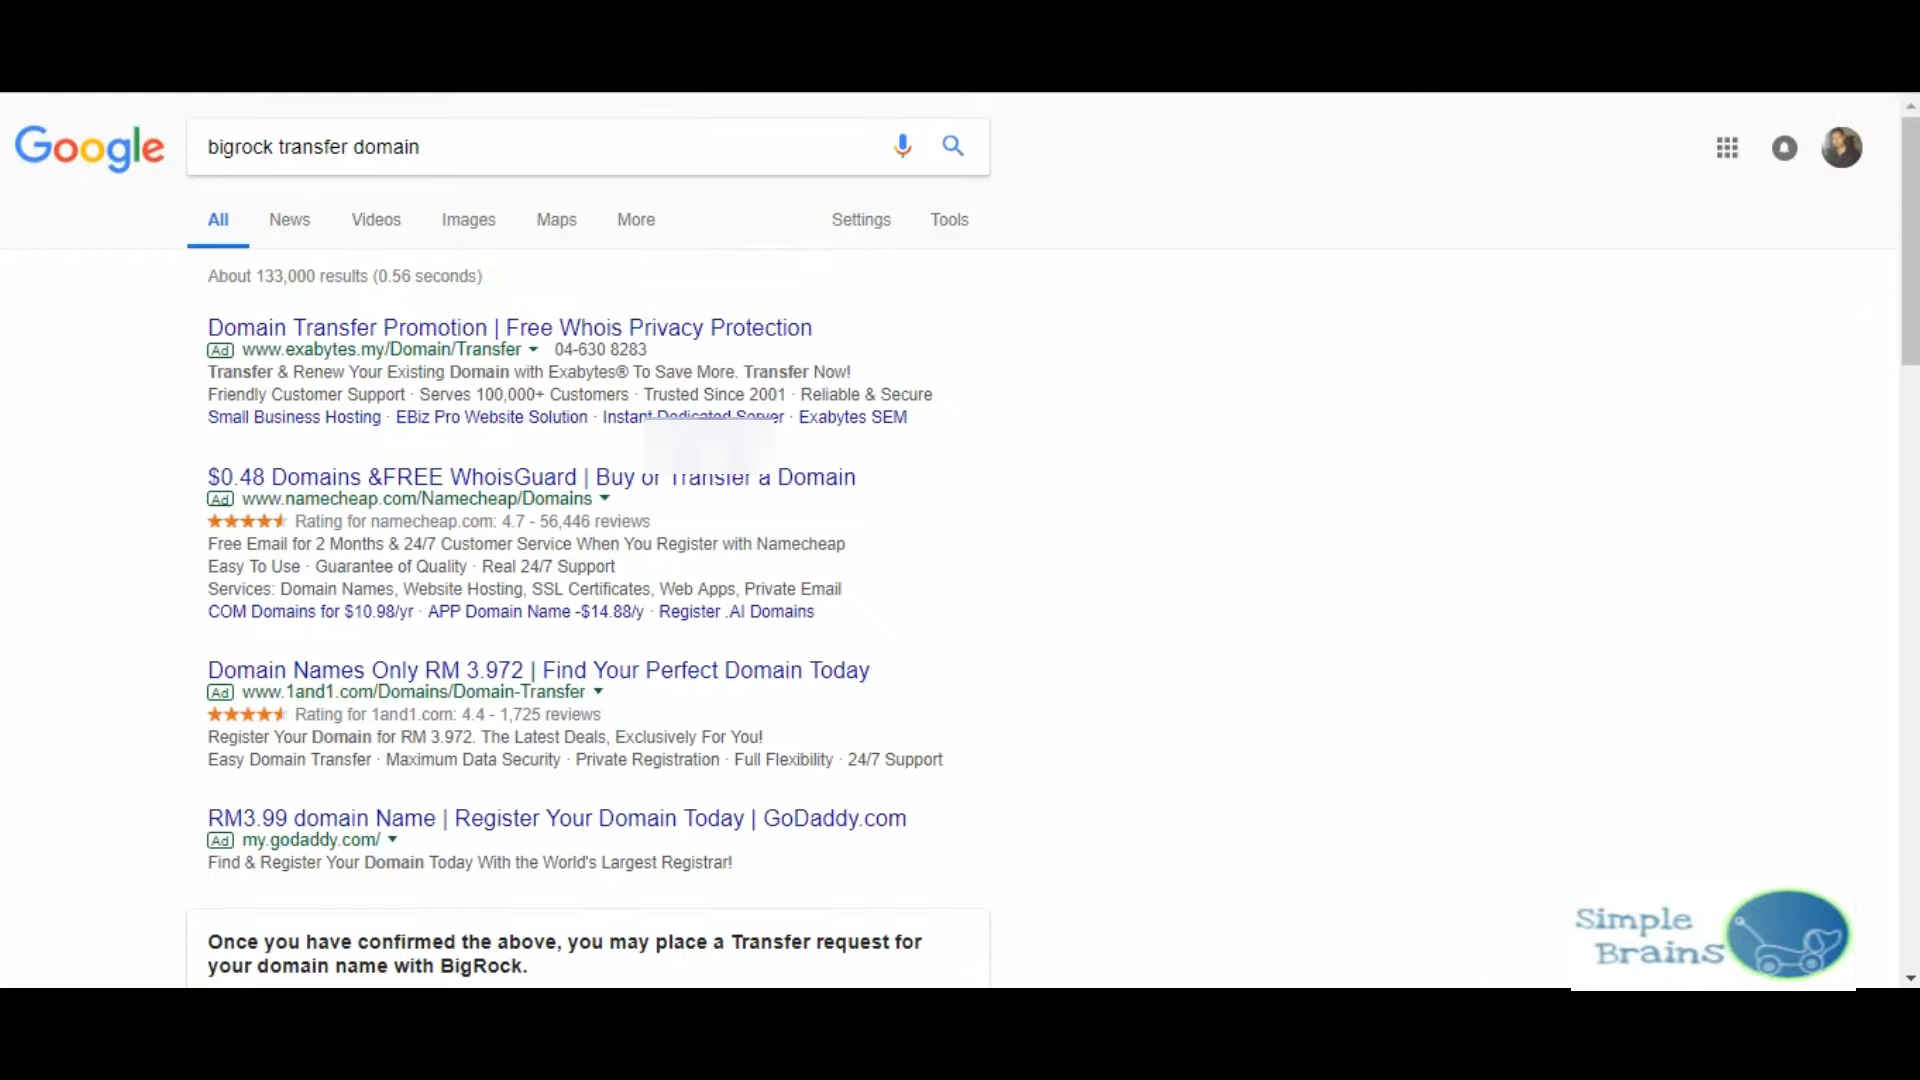 Google
bigrock transfer domain
All News Videos Images Maps More Settings Tools
About 133,000 results (0.56 seconds)
Domain Transfer Promotion | Free Whois Privacy Protection
Ad www.exabytes.my/Domain/Transfer 04-630 8283
Transfer & Renew Your Existing Domain with Exabytes® To Save More. Transfer Now!
Friendly Customer Support · Serves 100,000+ Customers · Trusted Since 2001 · Reliable & Secure
Small Business Hosting · EBiz Pro Website Solution · Instant Dedicated Server · Exabytes SEM
$0.48 Domains &FREE WhoisGuard | Buy or Transfer a Domain
Ad www.namecheap.com/Namecheap/Domains
Rating for namecheap.com: 4.7 - 56,446 reviews
Free Email for 2 Months & 24/7 Customer Service When You Register with Namecheap
Easy To Use · Guarantee of Quality · Real 24/7 Support
Services: Domain Names, Website Hosting, SSL Certificates, Web Apps, Private Email
COM Domains for $10.98/yr · APP Domain Name -$14.88/y · Register .AI Domains
Domain Names Only RM 3.972 | Find Your Perfect Domain Today
Ad www.1and1.com/Domains/Domain-Transfer
Rating for 1and1.com: 4.4 - 1,725 reviews
Register Your Domain for RM 3.972. The Latest Deals, Exclusively For You!
Easy Domain Transfer · Maximum Data Security · Private Registration · Full Flexibility · 24/7 Support
RM3.99 domain Name | Register Your Domain Today | GoDaddy.com
Ad my.godaddy.com/
Find & Register Your Domain Today With the World's Largest Registrar!
Once you have confirmed the above, you may place a Transfer request for
your domain name with BigRock.
Simple
Brains